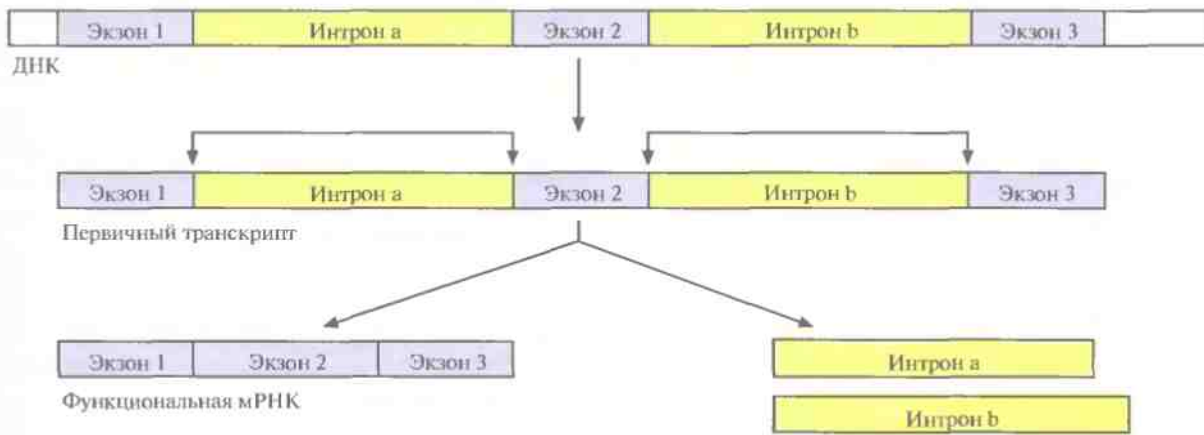 Экзон 1 Интрон a Экзон 2 Интрон b Экзон 3
ДНК
Экзон 1 Интрон a Экзон 2 Интрон b Экзон 3
Первичный транскрипт
Экзон 1 Экзон 2 Экзон 3
Функциональная мРНК
Интрон a
Интрон b